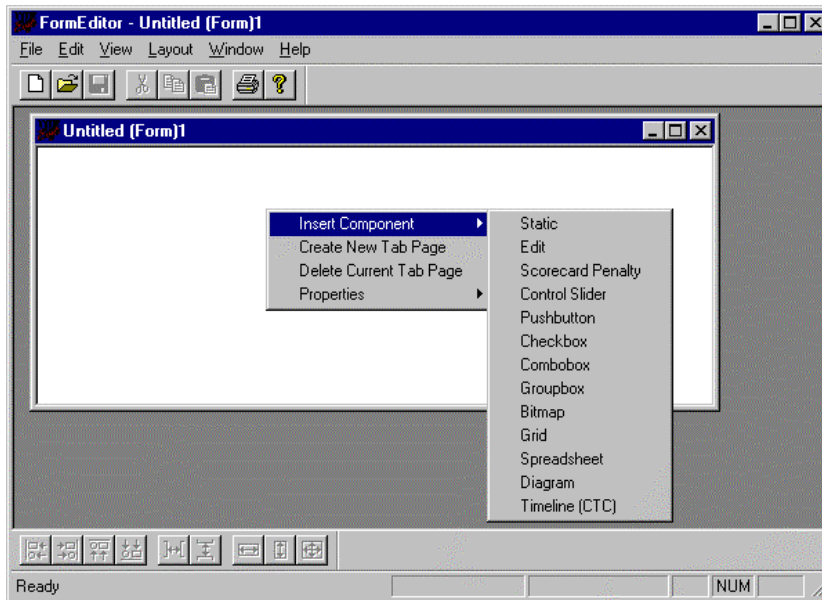 FormEditor - Untitled (Form)1
File Edit View Layout Window Help
Untitled (Form)1
Insert Component
Create New Tab Page
Delete Current Tab Page
Properties
Static
Edit
Scorecard Penalty
Control Slider
Pushbutton
Checkbox
Combobox
Groupbox
Bitmap
Grid
Spreadsheet
Diagram
Timeline (CTC)
Ready NUM